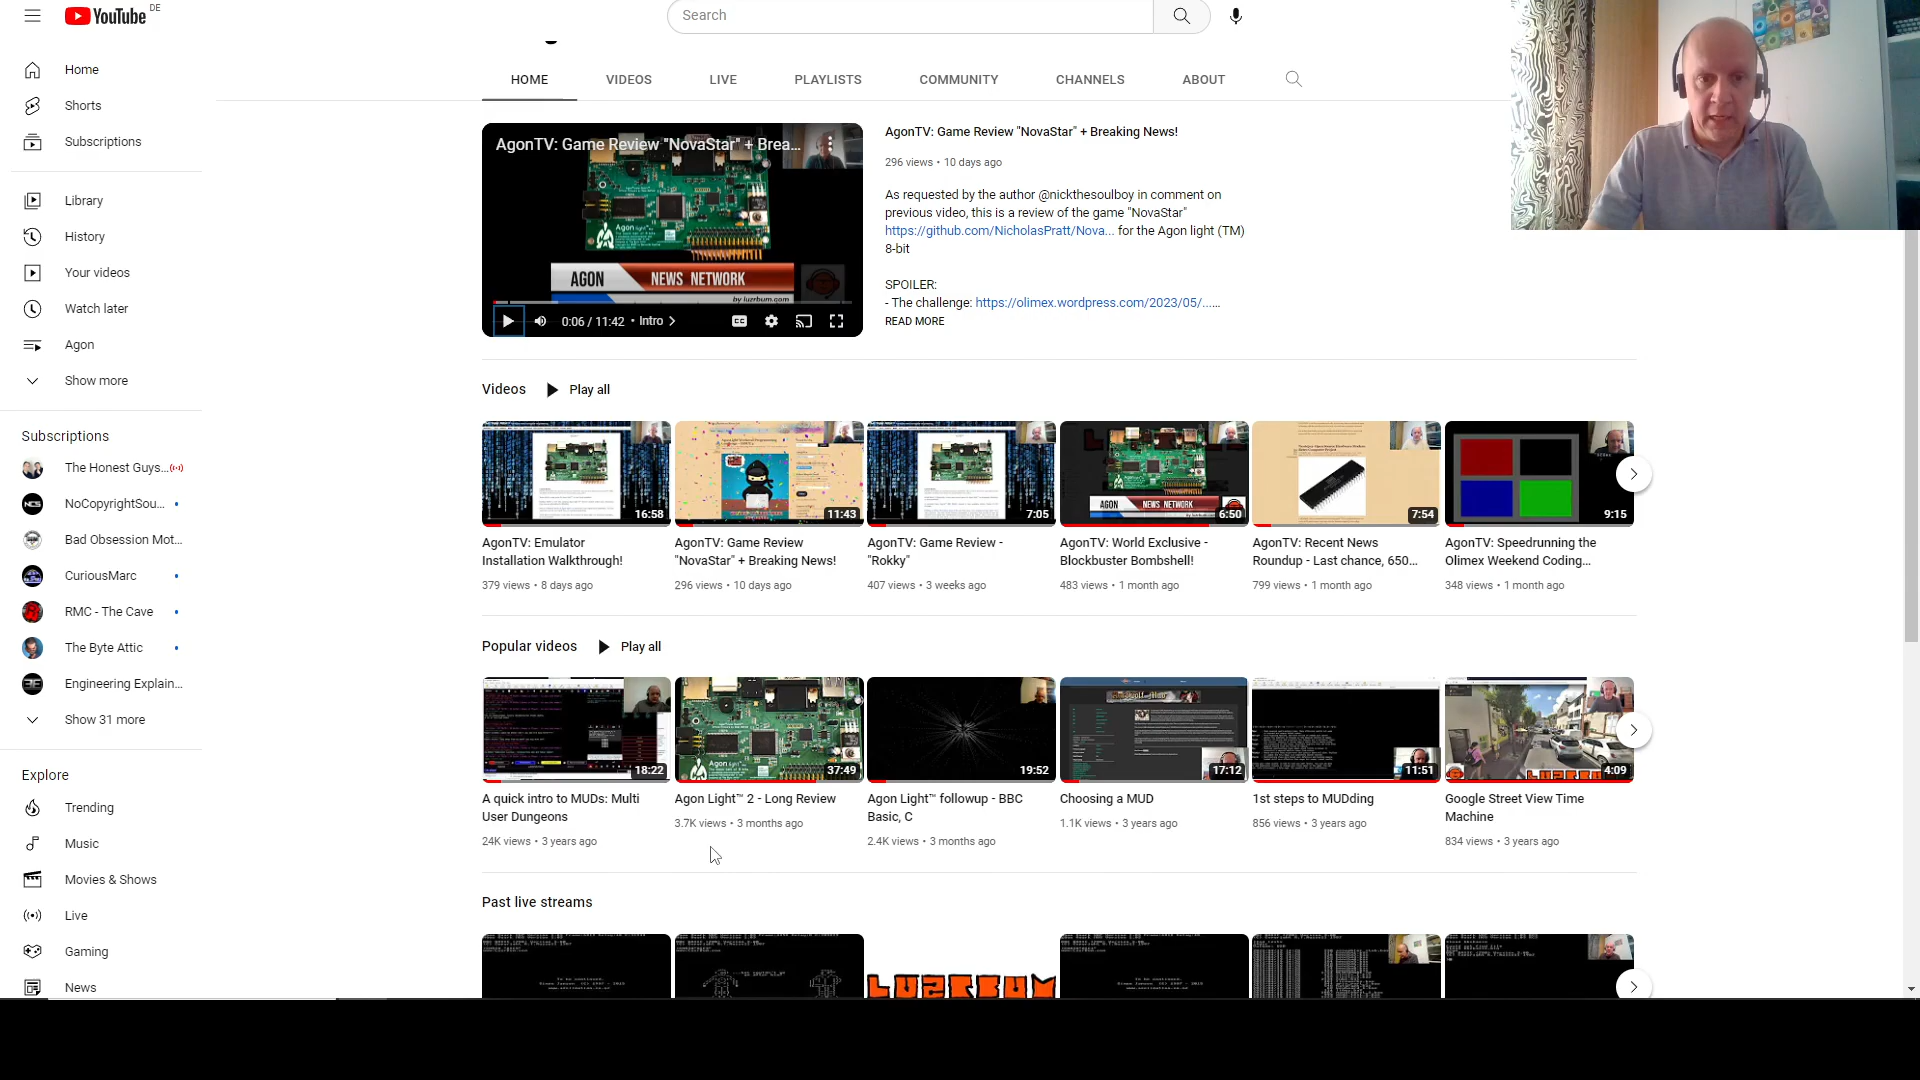 YouTube DE
Search
Home
Shorts
Subscriptions
Library
History
Your videos
Watch later
Agon
Show more
Subscriptions
The Honest Guys...
NoCopyrightSou...
Bad Obsession Mot...
CuriousMarc
RMC - The Cave
The Byte Attic
Engineering Explain...
Show 31 more
Explore
Trending
Music
Movies & Shows
Live
Gaming
News
HOME VIDEOS LIVE PLAYLISTS COMMUNITY CHANNELS ABOUT
AgonTV: Game Review "NovaStar" + Brea...
Agon light™
AGON NEWS NETWORK
by luzrbum.com
0:06 / 11:42 • Intro
AgonTV: Game Review "NovaStar" + Breaking News!
296 views • 10 days ago
As requested by the author @nickthesoulboy in comment on
previous video, this is a review of the game "NovaStar"
https://github.com/NicholasPratt/Nova... for the Agon light (TM)
8-bit
SPOILER:
- The challenge: https://olimex.wordpress.com/2023/05/......
READ MORE
Videos Play all
AGON NEWS NETWORK
16:58 11:43 7:05 6:50 7:54 9:15
AgonTV: Emulator
Installation Walkthrough!
379 views • 8 days ago
AgonTV: Game Review
"NovaStar" + Breaking News!
296 views • 10 days ago
AgonTV: Game Review -
"Rokky"
407 views • 3 weeks ago
AgonTV: World Exclusive -
Blockbuster Bombshell!
483 views • 1 month ago
AgonTV: Recent News
Roundup - Last chance, 650...
799 views • 1 month ago
AgonTV: Speedrunning the
Olimex Weekend Coding...
348 views • 1 month ago
Popular videos Play all
Agon light
LUZRBUM
18:22 37:49 19:52 17:12 11:51 4:09
A quick intro to MUDs: Multi
User Dungeons
24K views • 3 years ago
Agon Light™ 2 - Long Review
3.7K views • 3 months ago
Agon Light™ followup - BBC
Basic, C
2.4K views • 3 months ago
Choosing a MUD
1.1K views • 3 years ago
1st steps to MUDding
856 views • 3 years ago
Google Street View Time
Machine
834 views • 3 years ago
Past live streams
LUZRBUM